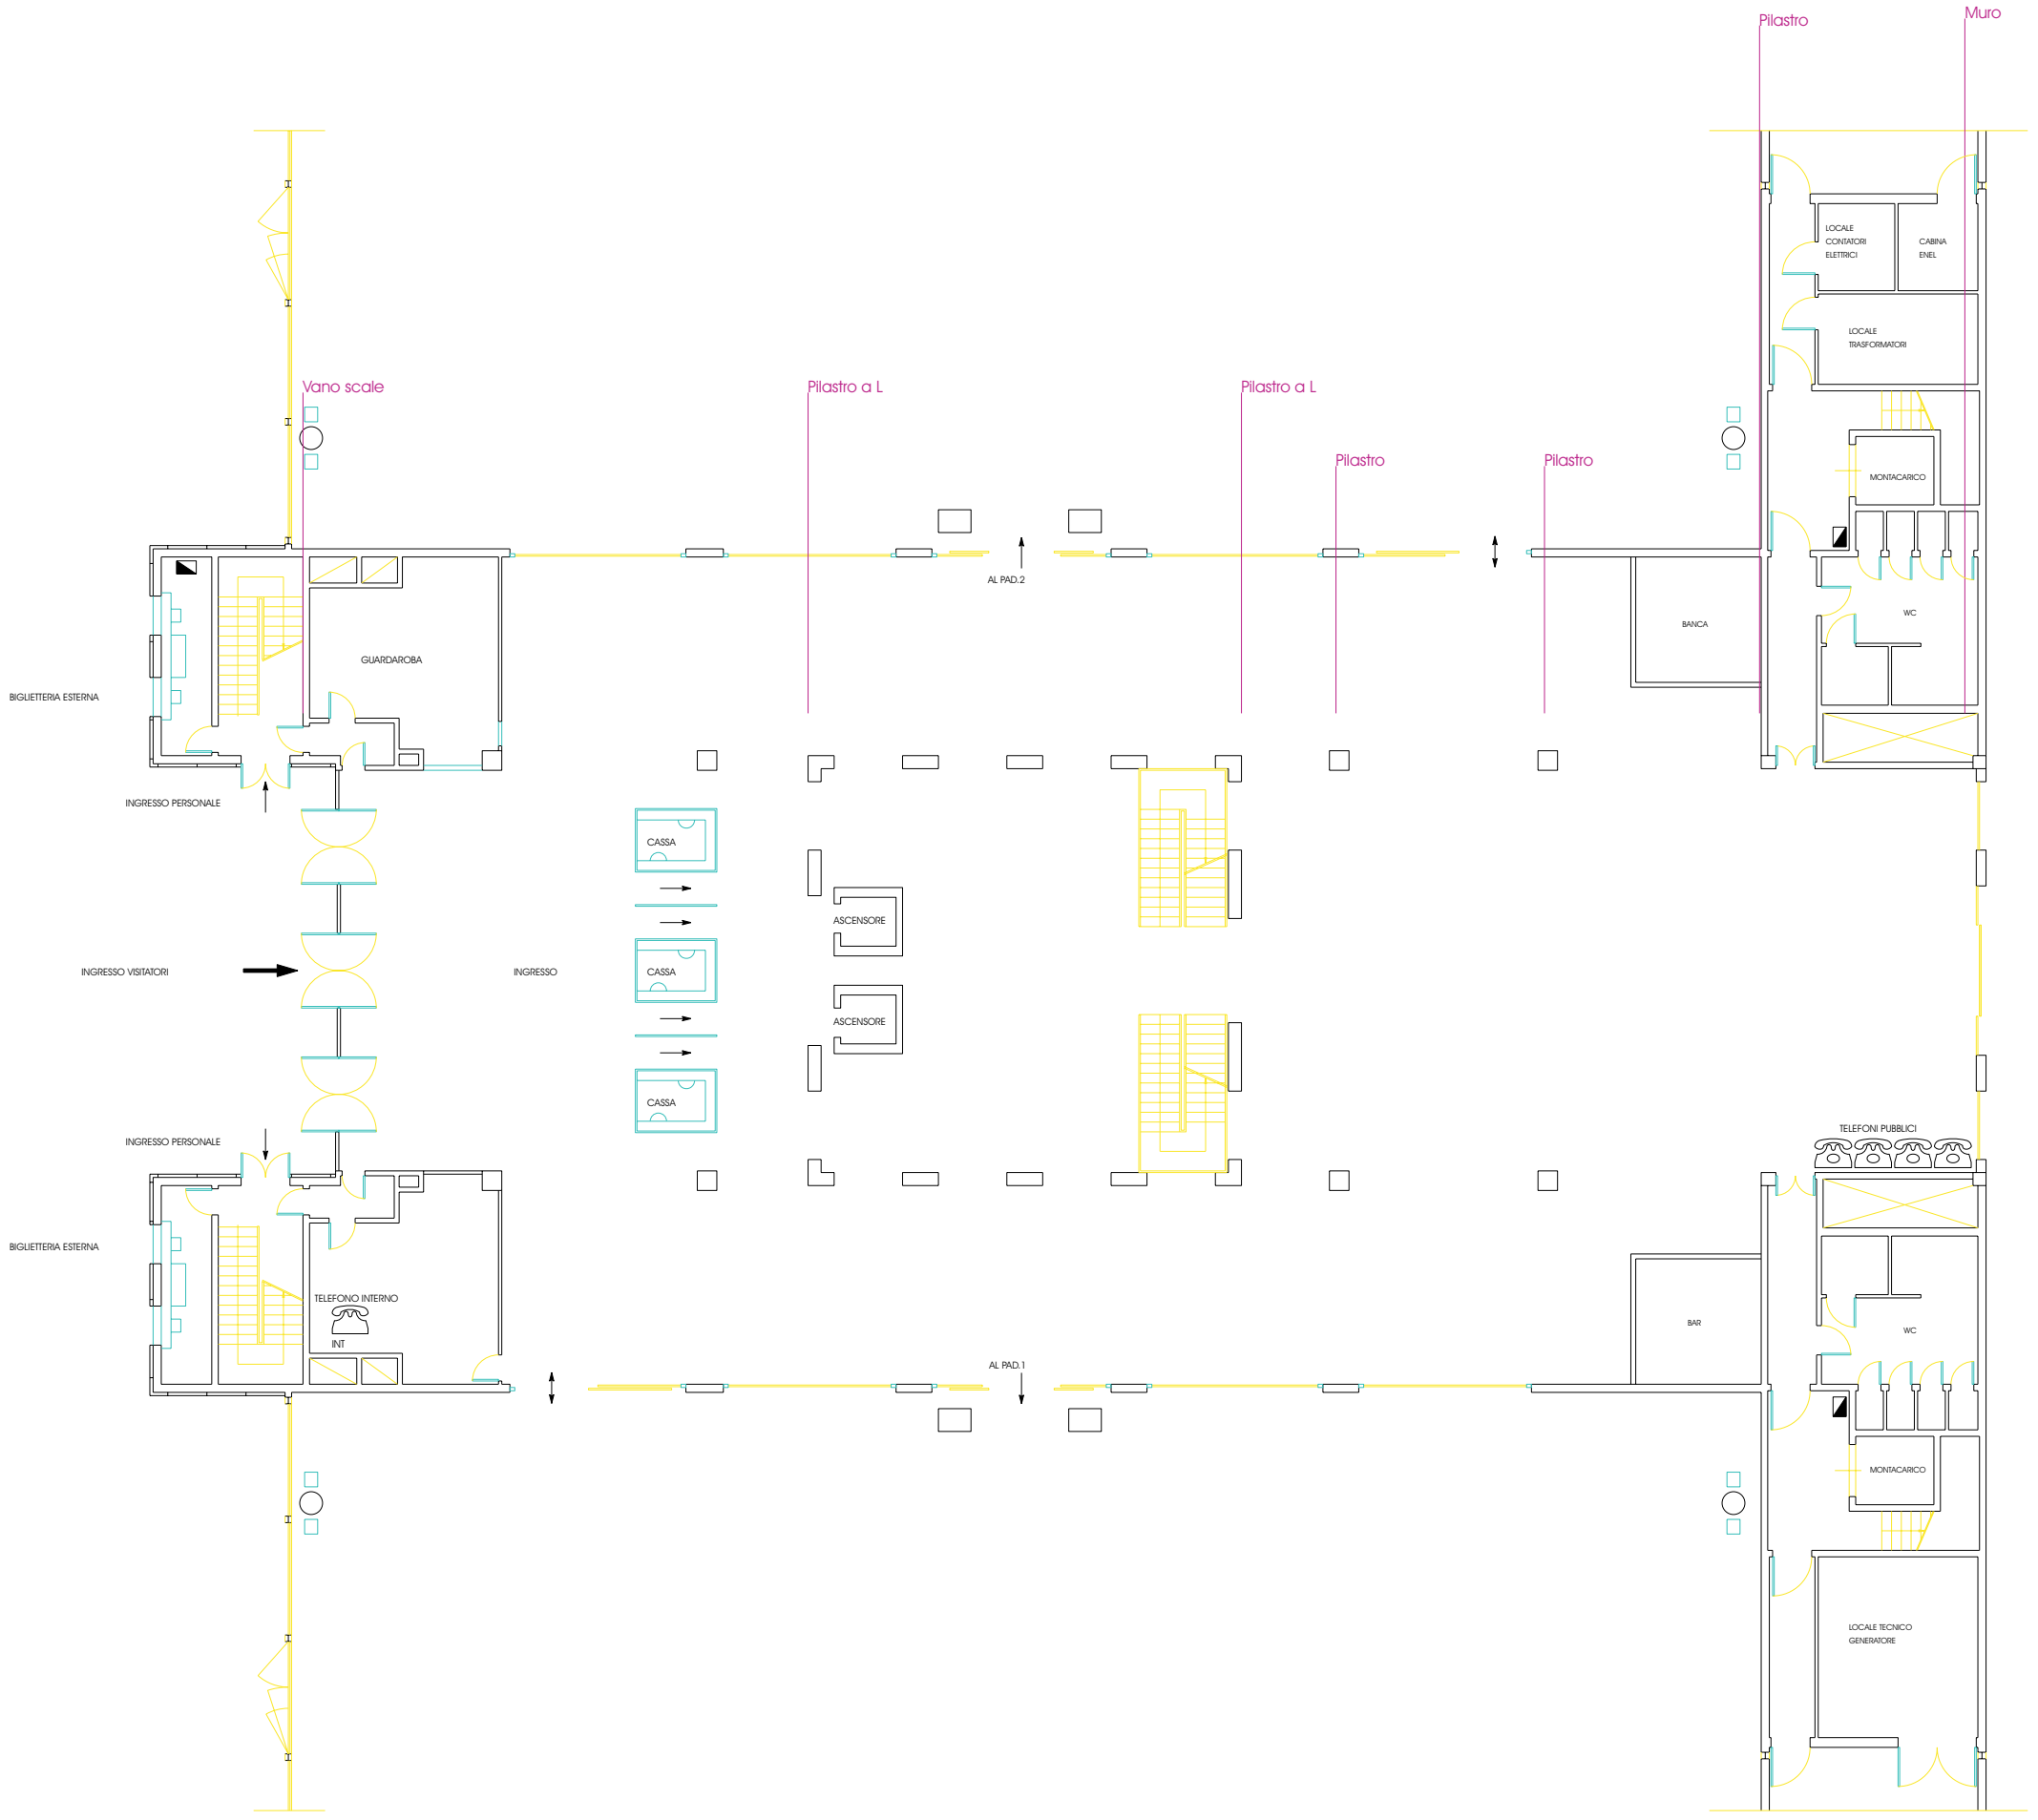 Muro
Pilastro
LOCALE
CONTATORI
ELETTRICI
CABINA
ENEL
LOCALE
TRASFORMATORI
Vano scale
Pilastro a L
Pilastro a L
Pilastro
Pilastro
MONTACARICO
AL PAD.2
WC
BANCA
GUARDAROBA
BIGLIETTERIA ESTERNA
INGRESSO PERSONALE
CASSA
ASCENSORE
INGRESSO VISITATORI
INGRESSO
CASSA
ASCENSORE
CASSA
TELEFONI PUBBLICI
INGRESSO PERSONALE
BIGLIETTERIA ESTERNA
TELEFONO INTERNO
INT
BAR
WC
AL PAD.1
MONTACARICO
LOCALE TECNICO
GENERATORE